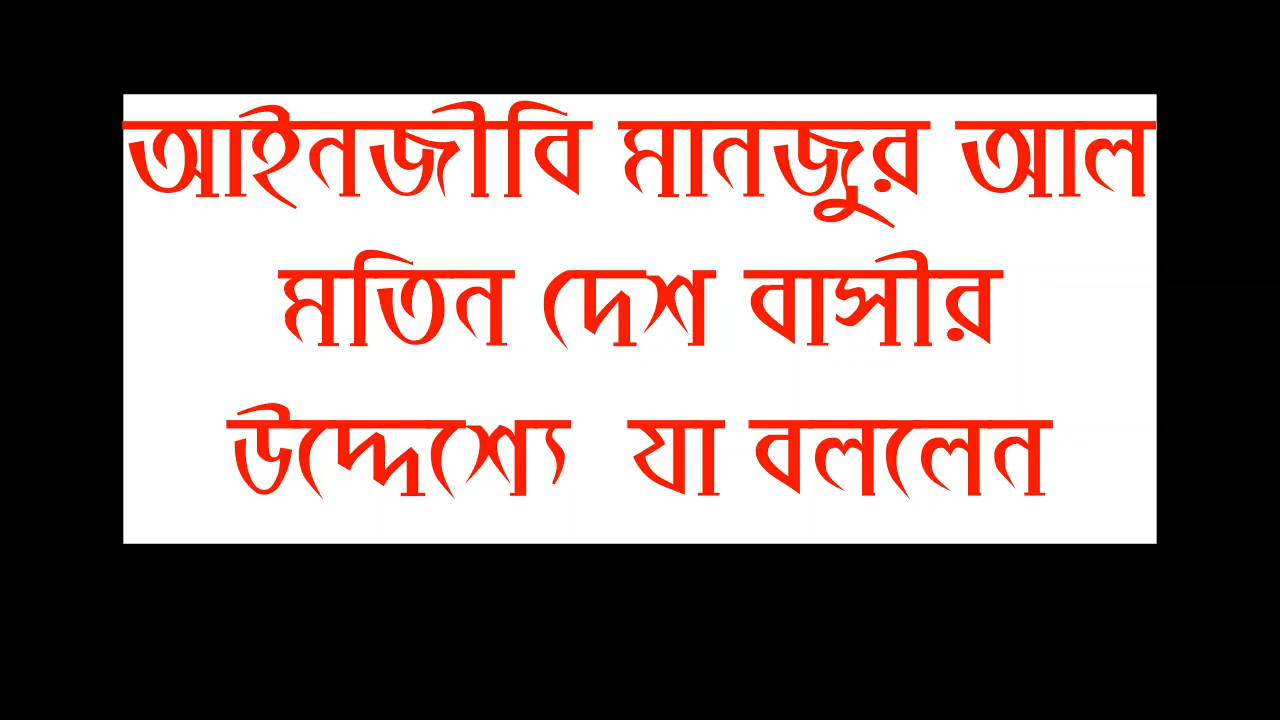 আইনজীবি মানজুর আল
মতিন দেশ বাসীর
উদ্দেশ্যে যা বললেন